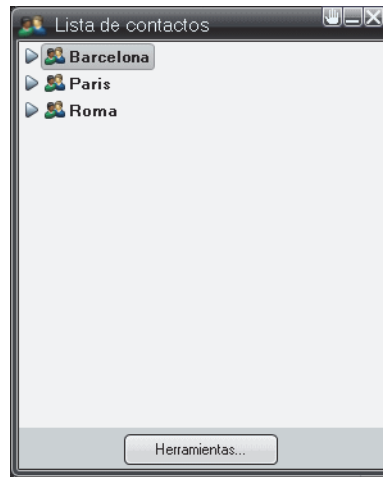 Lista de contactos
Barcelona
Paris
Roma
Herramientas...